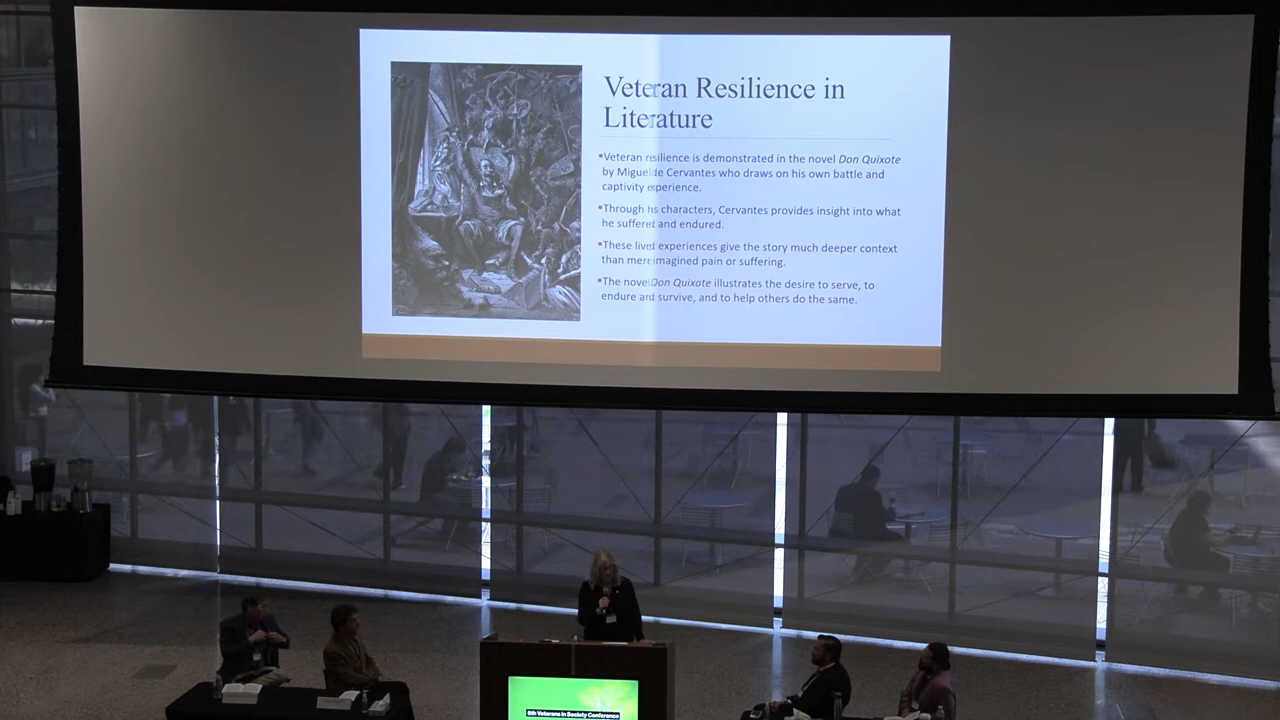 Veteran Resilience in
Literature
▪Veteran resilience is demonstrated in the novel Don Quixote
by Miguel de Cervantes who draws on his own battle and
captivity experience.
▪Through his characters, Cervantes provides insight into what
he suffered and endured.
▪These lived experiences give the story much deeper context
than mere imagined pain or suffering.
▪The novel Don Quixote illustrates the desire to serve, to
endure and survive, and to help others do the same.
8th Veterans in Society Conference